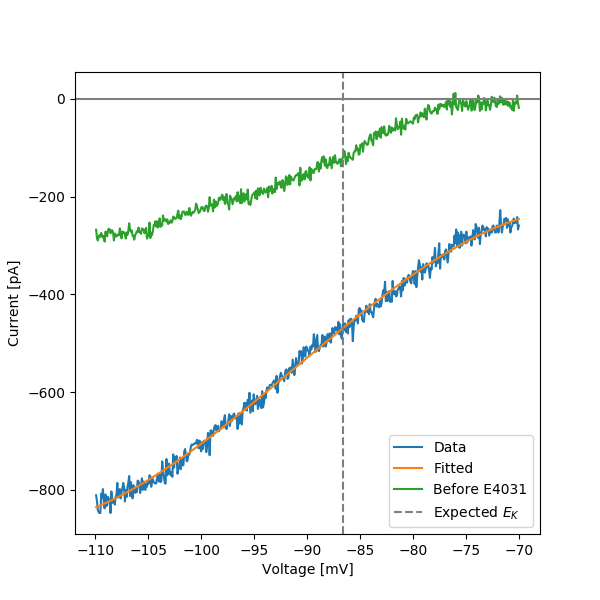 0
−200
−400
−600
−800
Current [pA]
−110
−105
−100
−95
−90
−85
−80
−75
−70
Voltage [mV]
Data
Fitted
Before E4031
Expected E_K